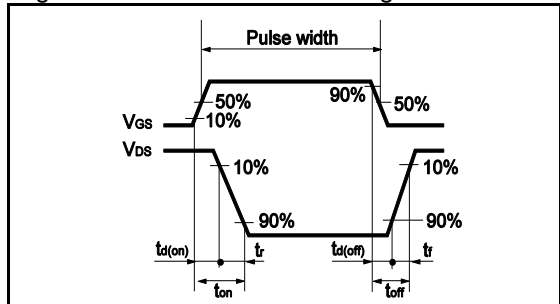 Pulse width
90%
50%
50%
10%
VGS
VDS
10%
10%
90%
90%
td(on)
tr
td(off)
tf
ton
toff